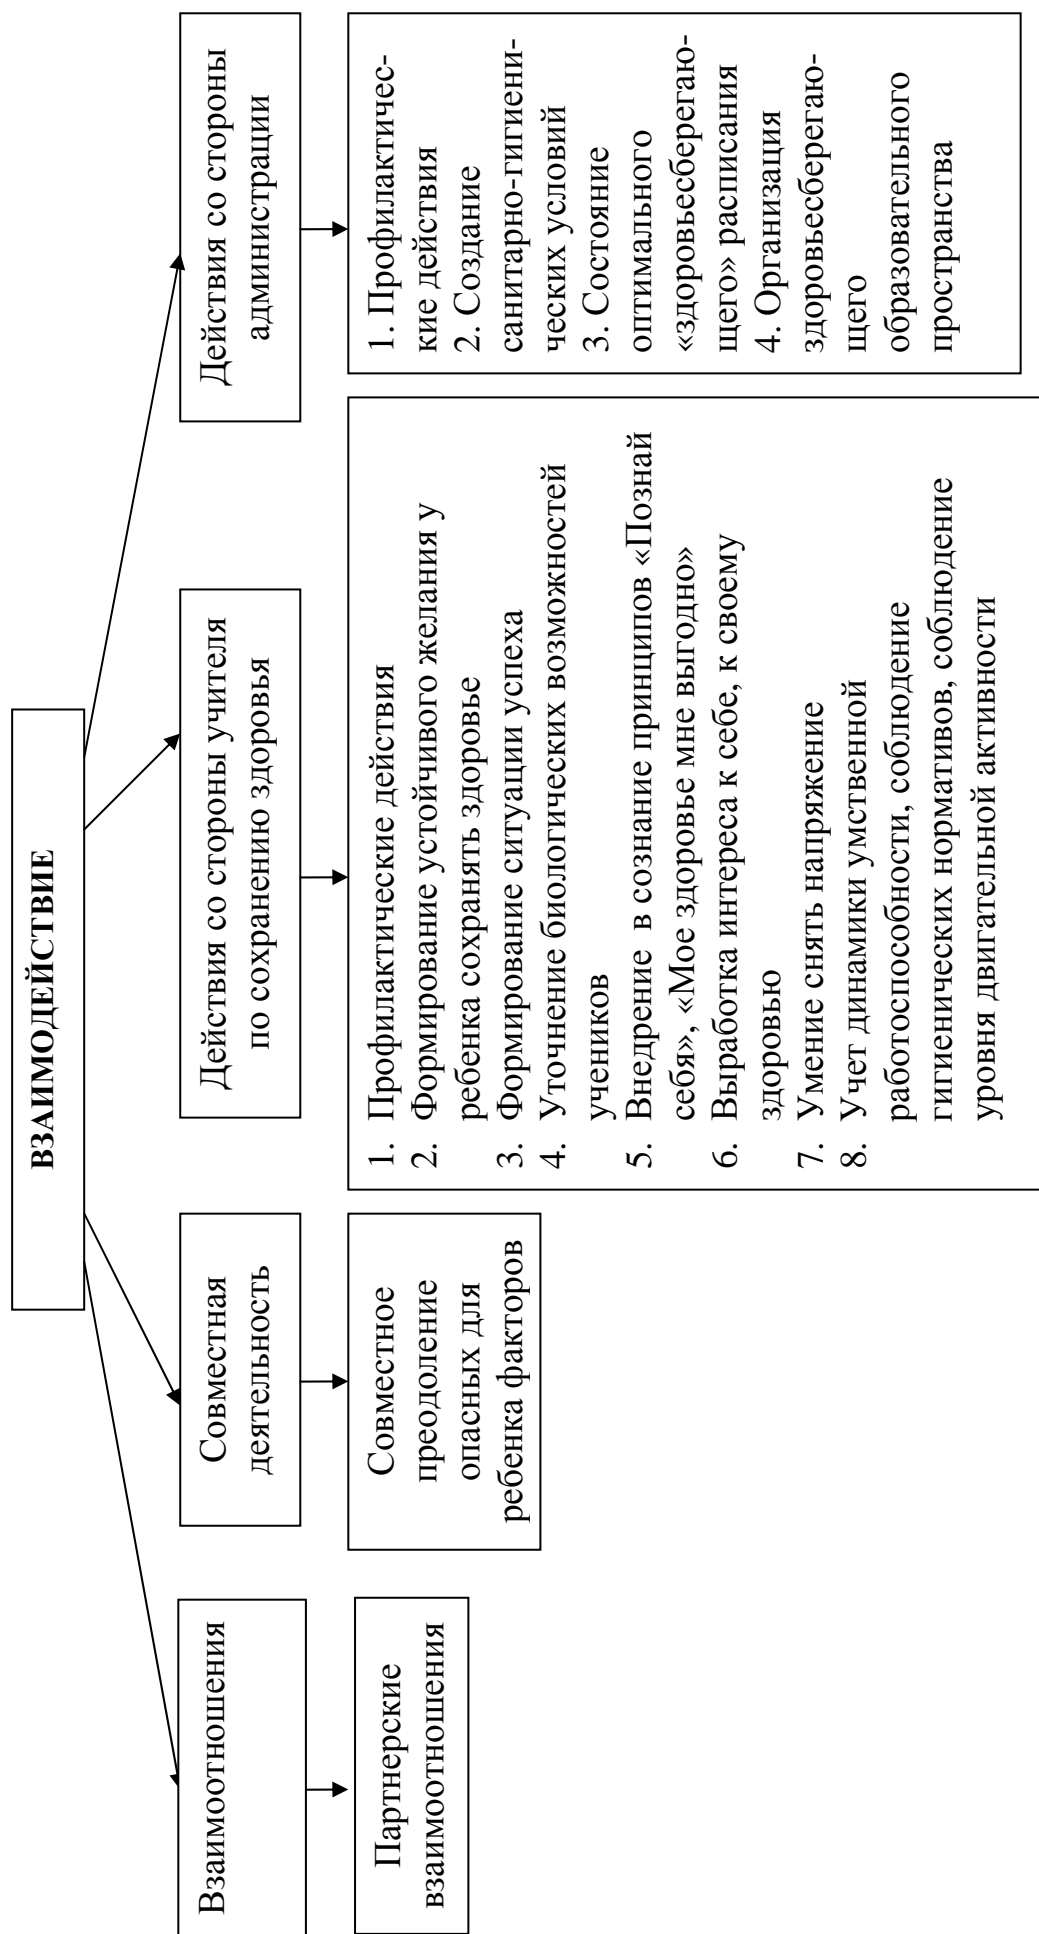 ВЗАИМОДЕЙСТВИЕ
Взаимоотношения
Партнерские
взаимоотношения
Совместная
деятельность
Совместное
преодоление
опасных для
ребенка факторов
Действия со стороны учителя
по сохранению здоровья
1. Профилактические действия
2. Формирование устойчивого желания у
ребенка сохранять здоровье
3. Формирование ситуации успеха
4. Уточнение биологических возможностей
учеников
5. Внедрение в сознание принципов «Познай
себя», «Мое здоровье мне выгодно»
6. Выработка интереса к себе, к своему
здоровью
7. Умение снять напряжение
8. Учет динамики умственной
работоспособности, соблюдение
гигиенических нормативов, соблюдение
уровня двигательной активности
Действия со стороны
администрации
1. Профилактичес-
кие действия
2. Создание
санитарно-гигиени-
ческих условий
3. Состояние
оптимального
«здоровьесберегаю-
щего» расписания
4. Организация
здоровьесберегаю-
щего
образовательного
пространства